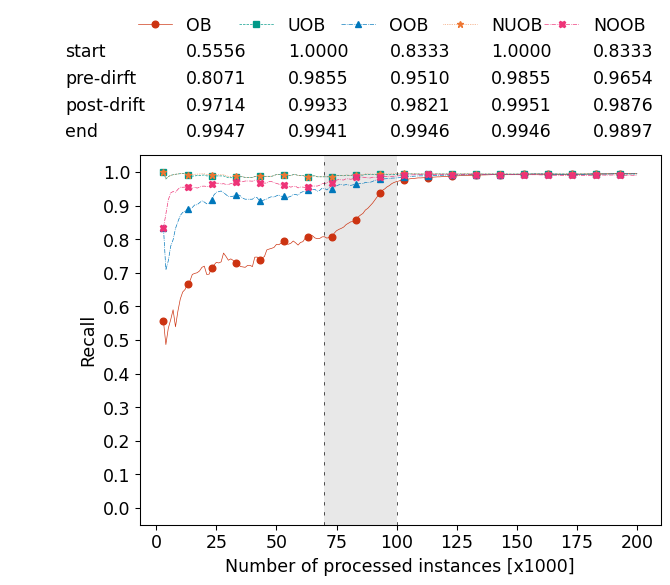 OB UOB OOB NUOB NOOB
start 0.5556 1.0000 0.8333 1.0000 0.8333
pre-dirft 0.8071 0.9855 0.9510 0.9855 0.9654
post-drift 0.9714 0.9933 0.9821 0.9951 0.9876
end 0.9947 0.9941 0.9946 0.9946 0.9897
1.0
0.9
0.8
0.7
0.6
0.5
0.4
0.3
0.2
0.1
0.0
Recall
0 25 50 75 100 125 150 175 200
Number of processed instances [x1000]